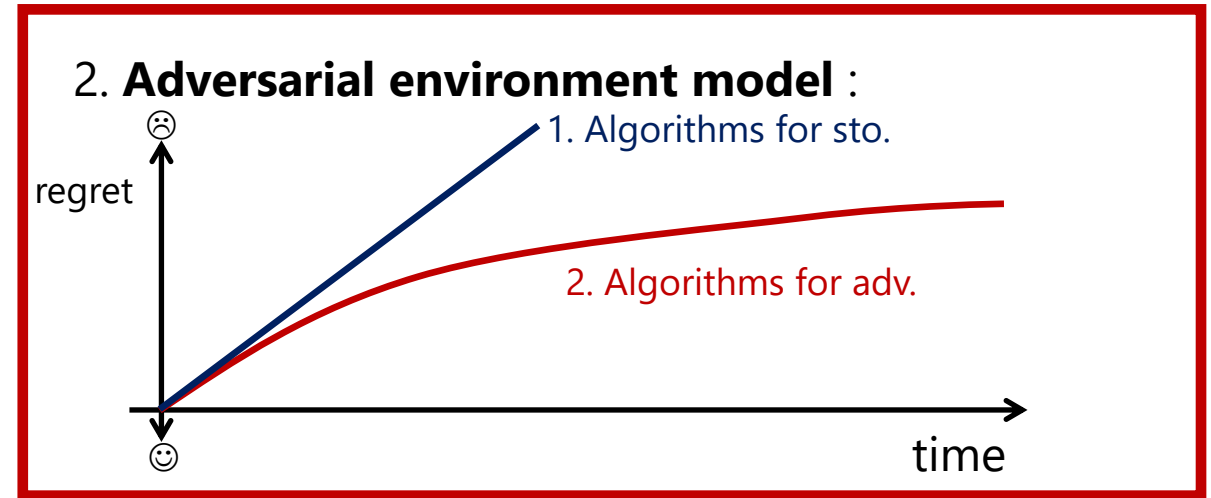 2. Adversarial environment model :
☹
1. Algorithms for sto.
regret
2. Algorithms for adv.
☺
time